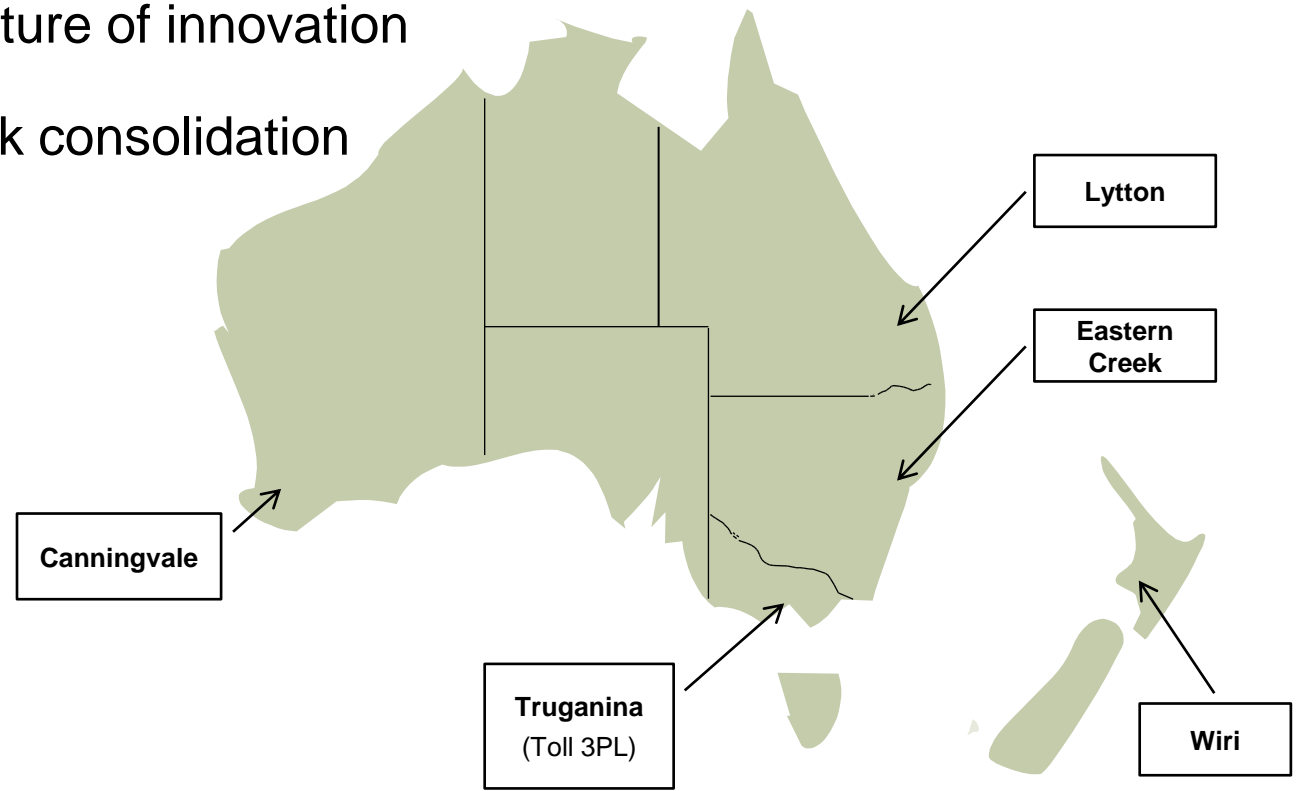 ture of innovation
k consolidation
Lytton
Eastern
Creek
Canningvale
Truganina
(Toll 3PL)
Wiri